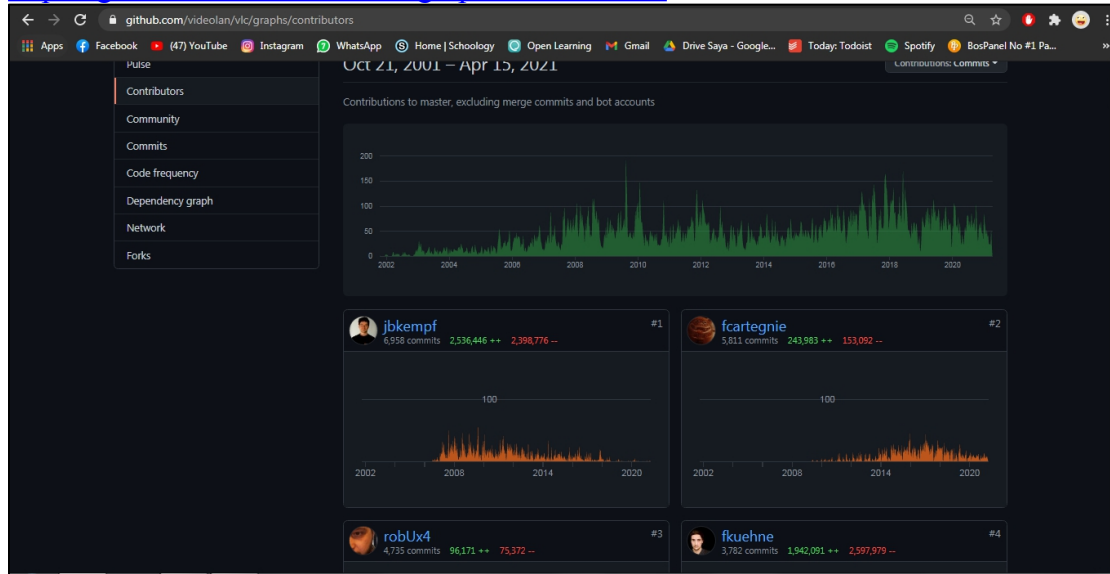 github.com/videolan/vlc/graphs/contributors
Apps Facebook (47) YouTube Instagram WhatsApp Home | Schoology Open Learning Gmail Drive Saya - Google... Today: Todoist Spotify BosPanel No #1 Pa... »
Pulse
Contributors
Community
Commits
Code frequency
Dependency graph
Network
Forks
Oct 21, 2001 – Apr 15, 2021
Contributions: Commits
Contributions to master, excluding merge commits and bot accounts
200
150
100
50
0
2002 2004 2006 2008 2010 2012 2014 2016 2018 2020
jbkempf #1
6,958 commits 2,536,446 ++ 2,398,776 --
100
2002 2008 2014 2020
fcartegnie #2
5,811 commits 243,983 ++ 153,092 --
100
2002 2008 2014 2020
robUx4 #3
4,735 commits 96,171 ++ 75,372 --
fkuehne #4
3,782 commits 1,942,091 ++ 2,597,979 --